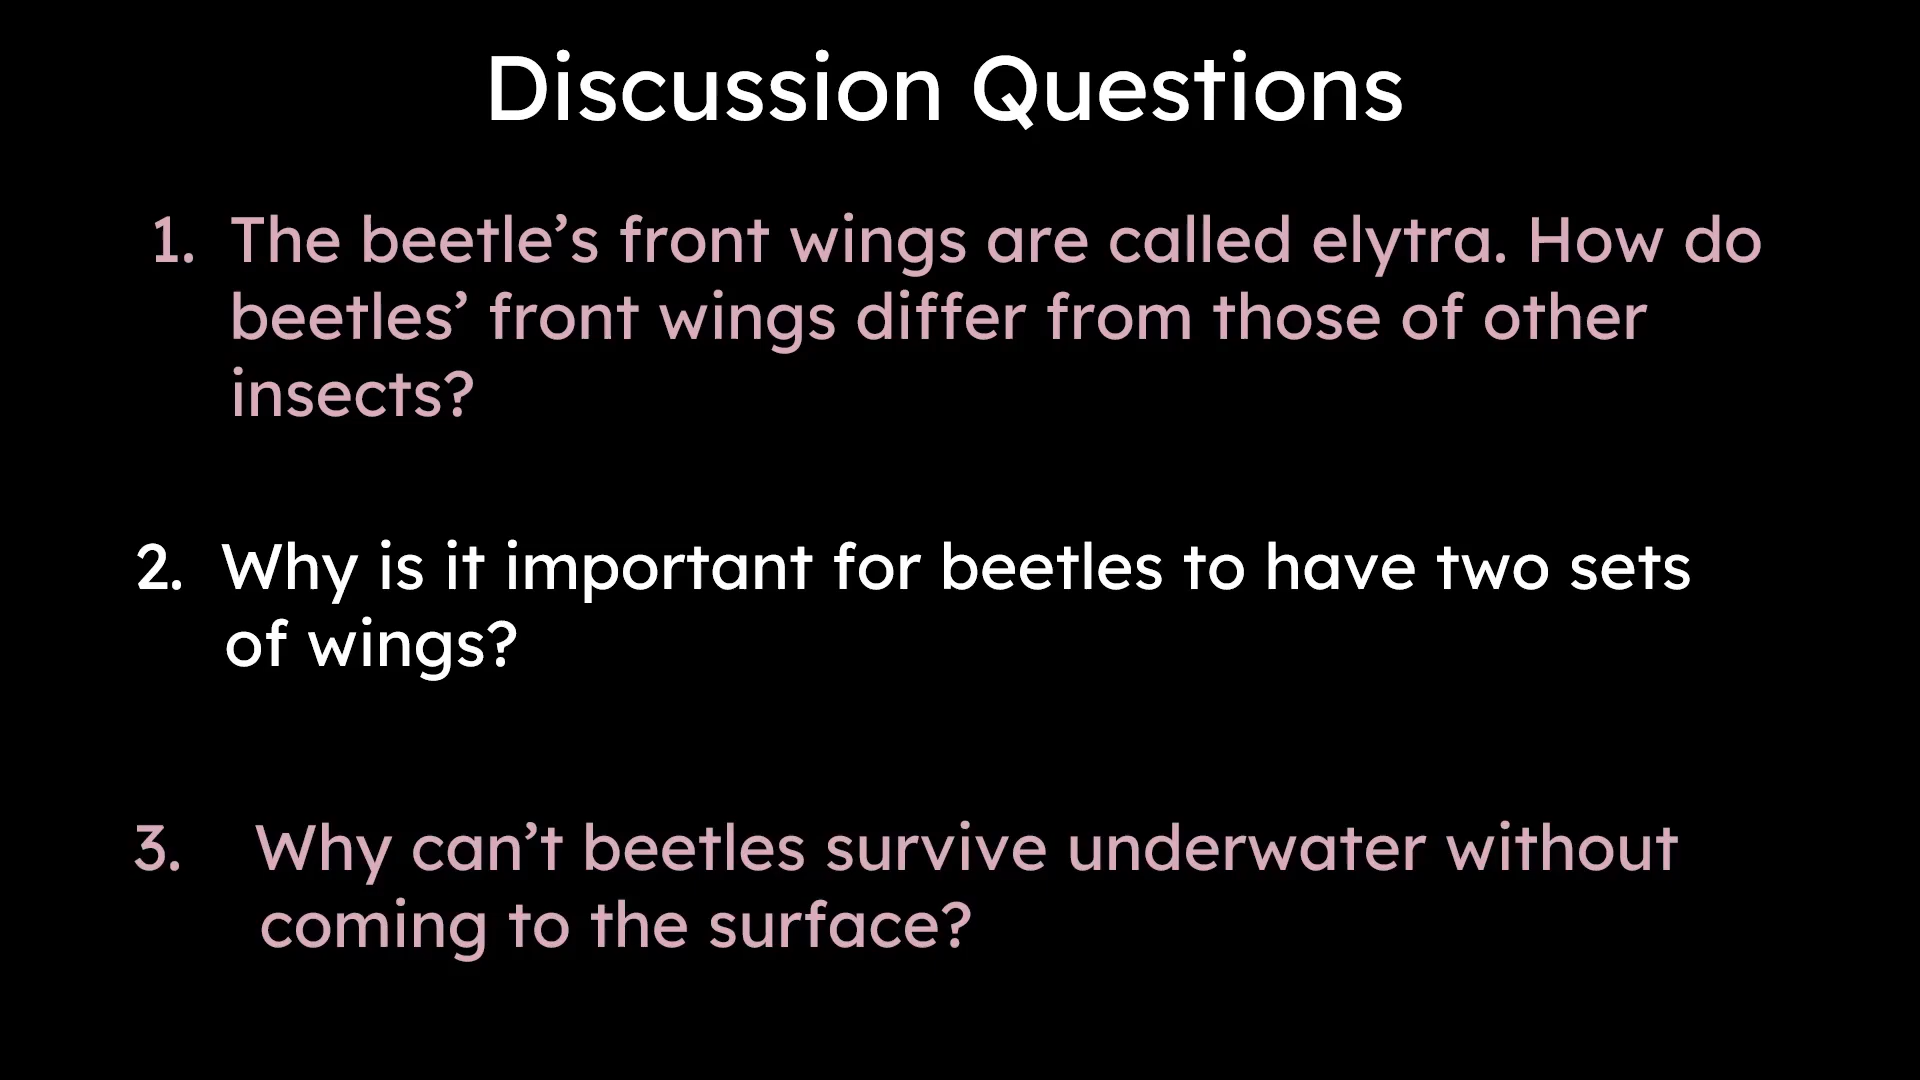 Discussion Questions
1. The beetle’s front wings are called elytra. How do
beetles’ front wings differ from those of other
insects?
2. Why is it important for beetles to have two sets
of wings?
3. Why can’t beetles survive underwater without
coming to the surface?